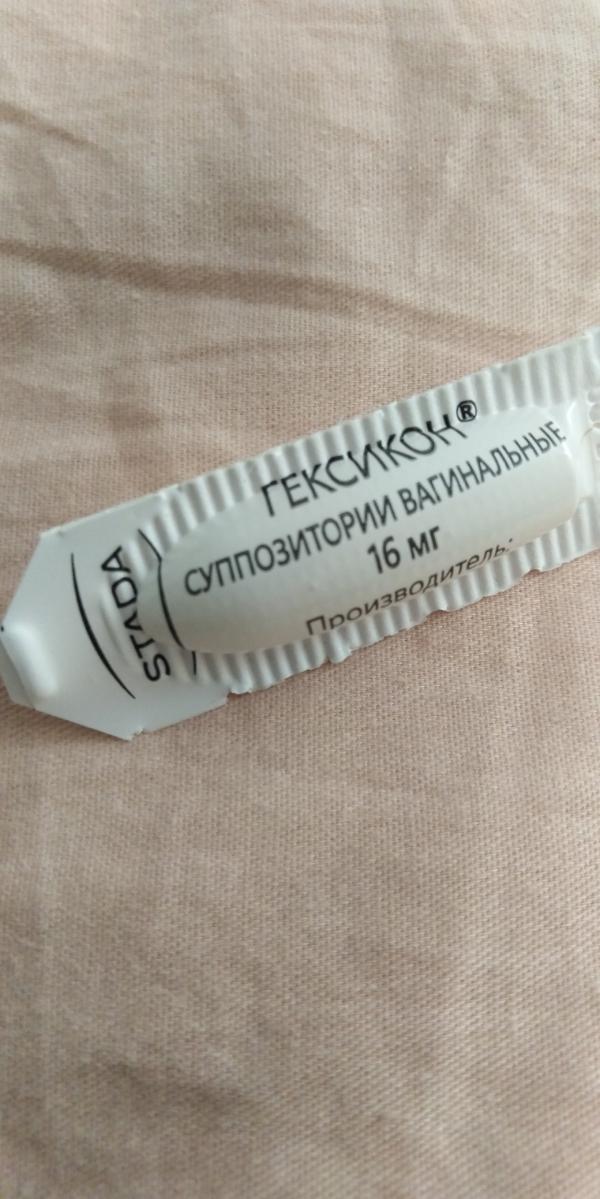 ГЕКСИКОН®
СУППОЗИТОРИИ ВАГИНАЛЬНЫЕ
16 мг
Производитель:
STADA